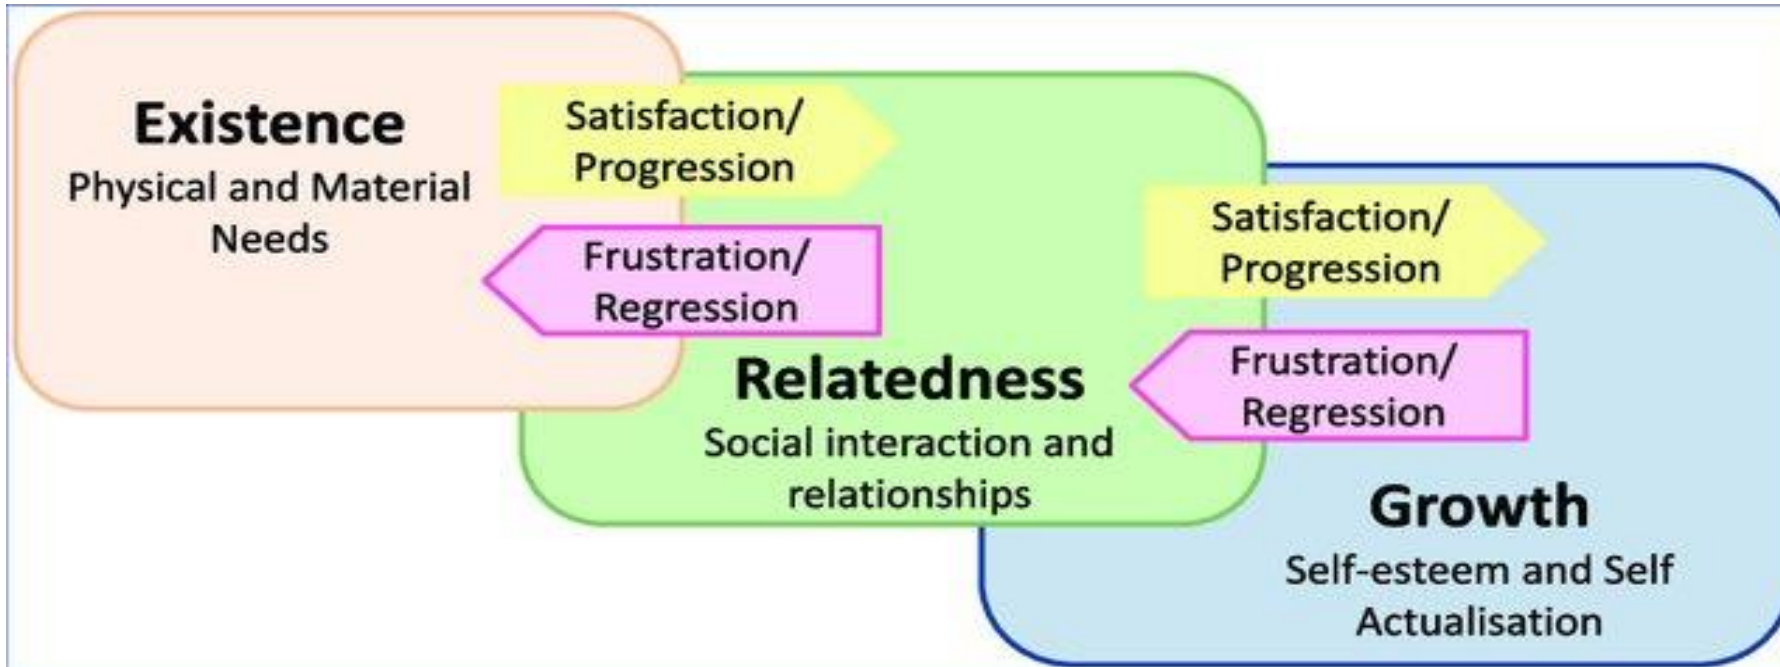 Existence
Physical and Material
Needs
Satisfaction/
Progression
Frustration/
Regression
Relatedness
Social interaction and
relationships
Satisfaction/
Progression
Frustration/
Regression
Growth
Self-esteem and Self
Actualisation